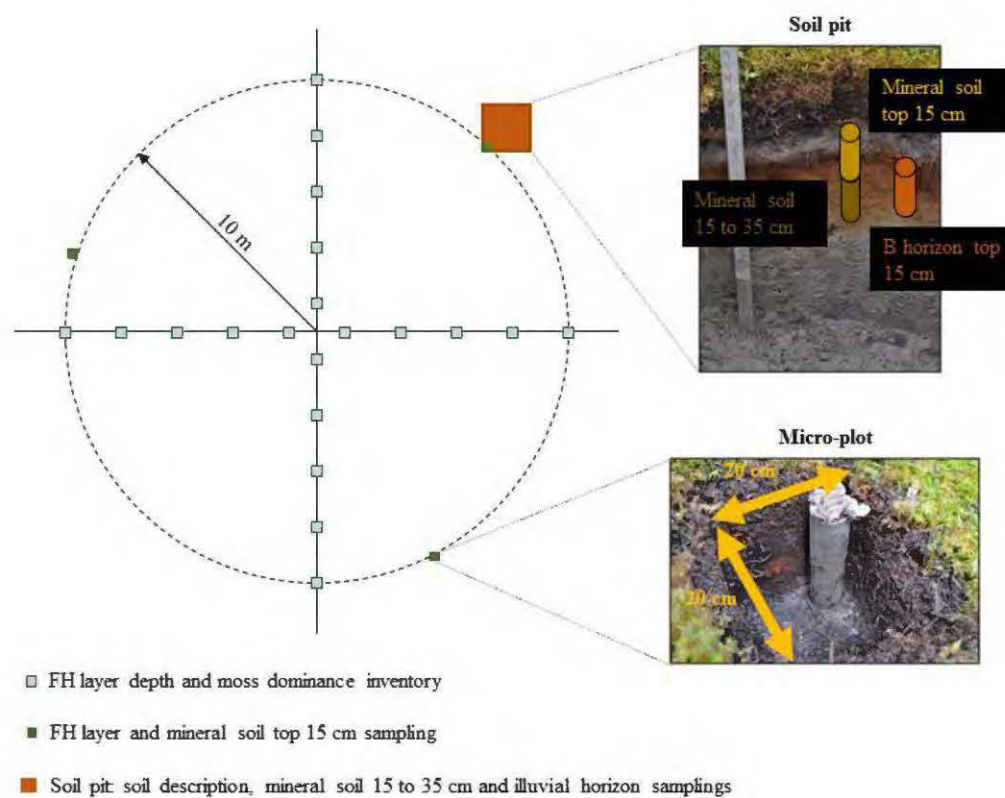 Soil pit
Mineral soil
top 15 cm
Mineral soil
15 to 35 cm
B horizon top
15 cm
10 m
Micro-plot
20 cm
20 cm
FH layer depth and moss dominance inventory
FH layer and mineral soil top 15 cm sampling
Soil pit: soil description, mineral soil 15 to 35 cm and illuvial horizon samplings